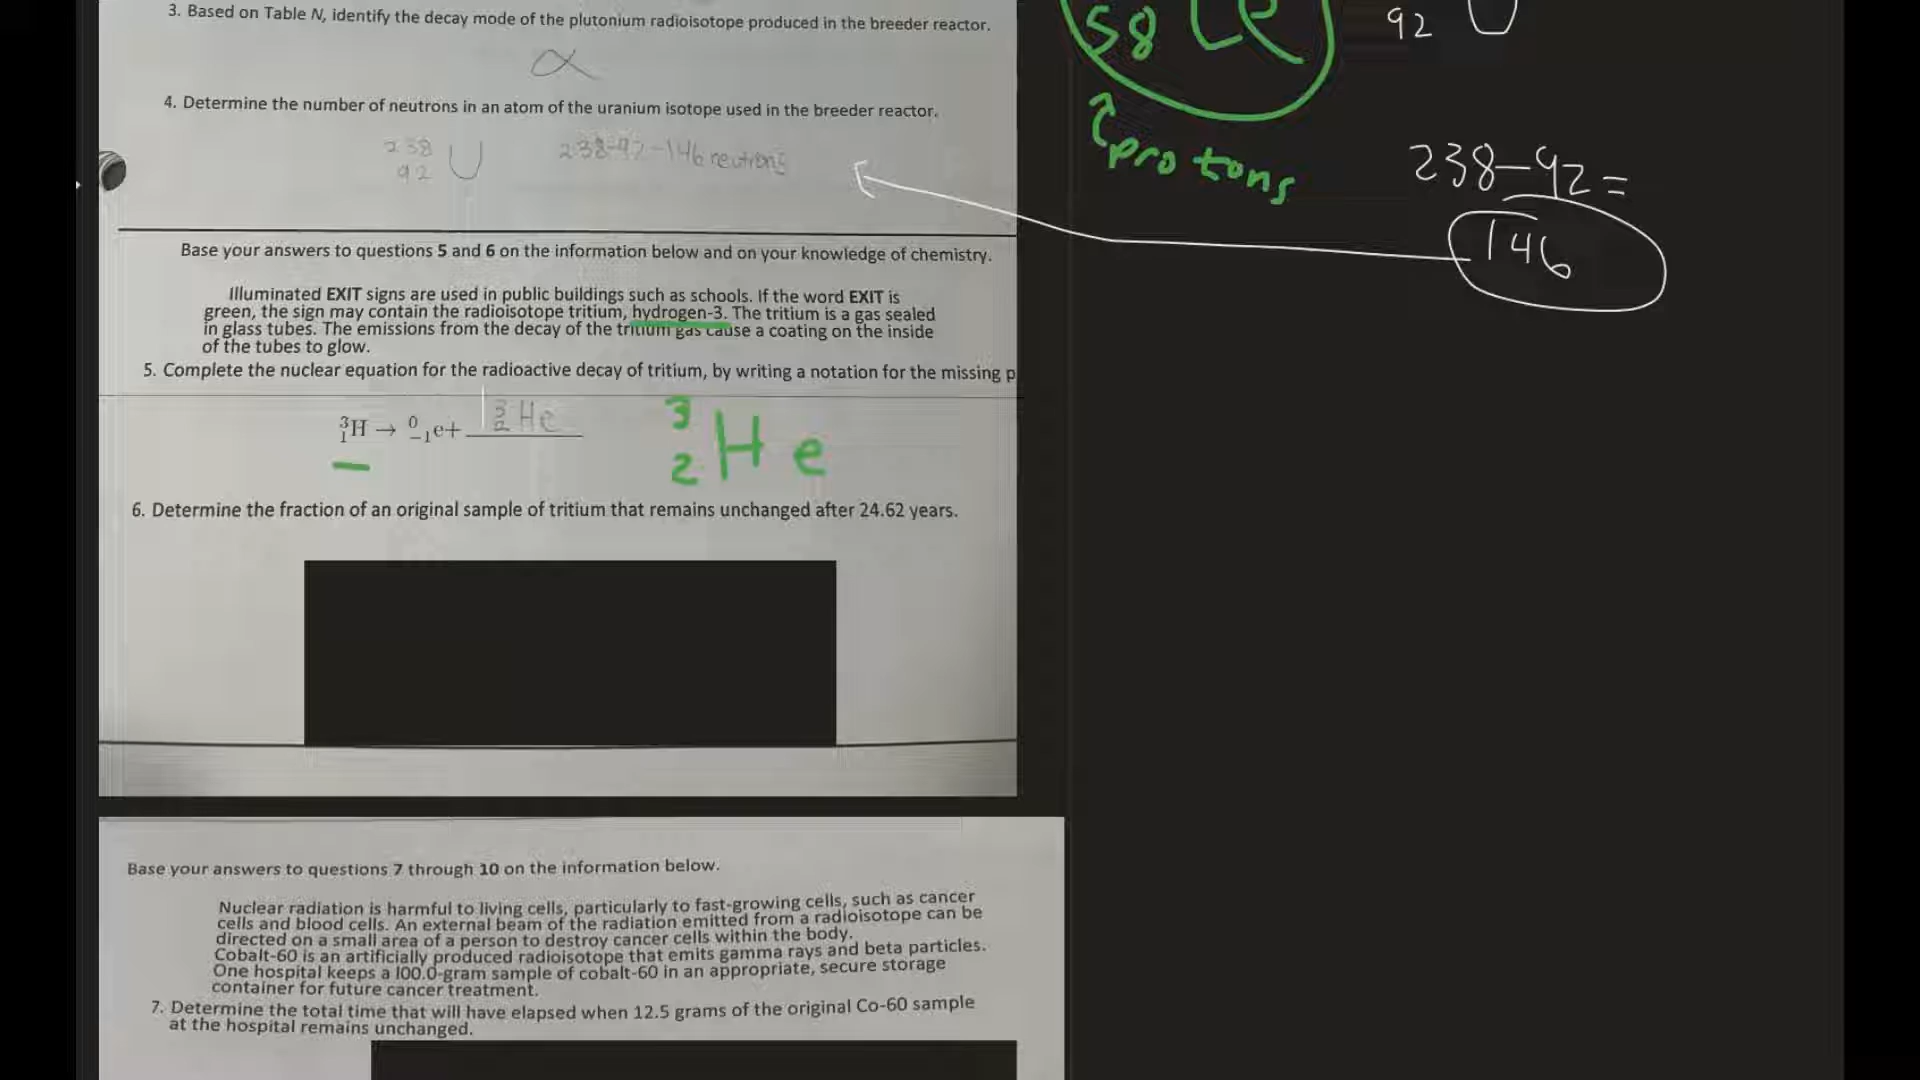 3. Based on Table N, identify the decay mode of the plutonium radioisotope produced in the breeder reactor.
α
4. Determine the number of neutrons in an atom of the uranium isotope used in the breeder reactor.
238
92 U
238-92-146 neutrons
Base your answers to questions 5 and 6 on the information below and on your knowledge of chemistry.
Illuminated EXIT signs are used in public buildings such as schools. If the word EXIT is
green, the sign may contain the radioisotope tritium, hydrogen-3. The tritium is a gas sealed
in glass tubes. The emissions from the decay of the tritium gas cause a coating on the inside
of the tubes to glow.
5. Complete the nuclear equation for the radioactive decay of tritium, by writing a notation for the missing p
³₁H → ⁰₋₁e+ ³₂He
³₂He
6. Determine the fraction of an original sample of tritium that remains unchanged after 24.62 years.
Base your answers to questions 7 through 10 on the information below.
Nuclear radiation is harmful to living cells, particularly to fast-growing cells, such as cancer
cells and blood cells. An external beam of the radiation emitted from a radioisotope can be
directed on a small area of a person to destroy cancer cells within the body.
Cobalt-60 is an artificially produced radioisotope that emits gamma rays and beta particles.
One hospital keeps a 100.0-gram sample of cobalt-60 in an appropriate, secure storage
container for future cancer treatment.
7. Determine the total time that will have elapsed when 12.5 grams of the original Co-60 sample
at the hospital remains unchanged.
58 Ce
protons
92 U
238-92=
146